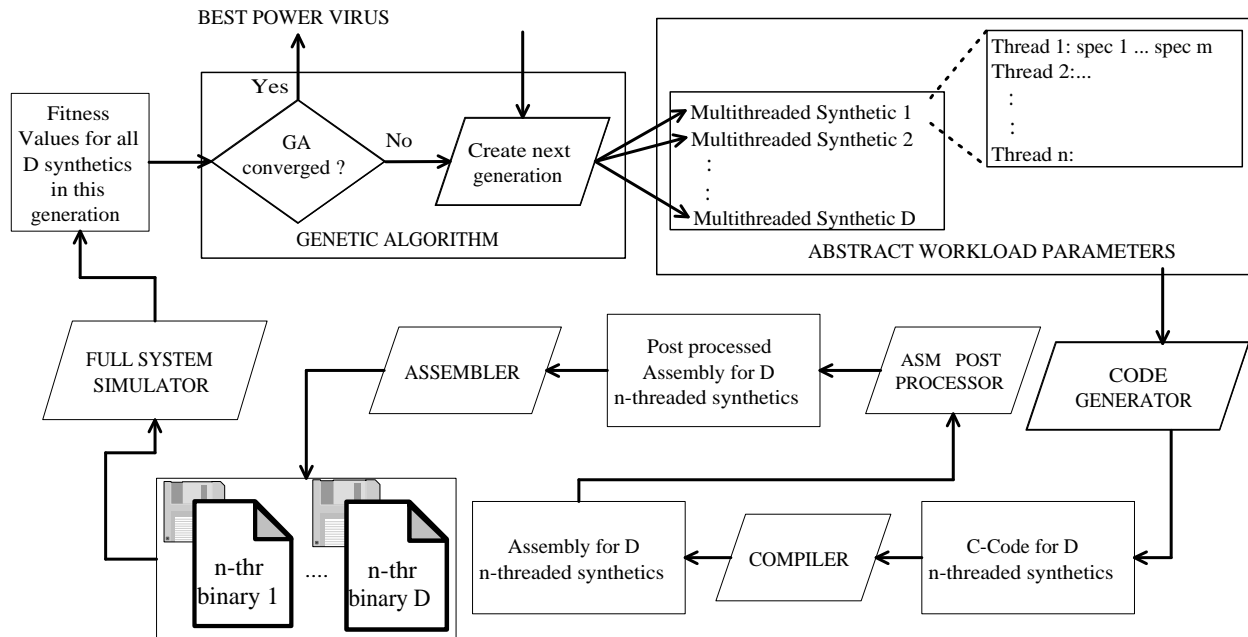 BEST POWER VIRUS
Yes
Fitness
Values for all
D synthetics
in this
generation
GA
converged ?
No
Create next
generation
GENETIC ALGORITHM
Multithreaded Synthetic 1
Multithreaded Synthetic 2
:
:
Multithreaded Synthetic D
Thread 1: spec 1 ... spec m
Thread 2:...
:
:
Thread n:
ABSTRACT WORKLOAD PARAMETERS
FULL SYSTEM
SIMULATOR
ASSEMBLER
Post processed
Assembly for D
n-threaded synthetics
ASM POST
PROCESSOR
CODE
GENERATOR
n-thr
binary 1
....
n-thr
binary D
Assembly for D
n-threaded synthetics
COMPILER
C-Code for D
n-threaded synthetics